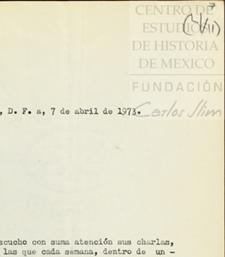 CENTRO DE
ESTUDIOS
DE HISTORIA
DE MEXICO
FUNDACIÓN
Carlos Slim
, D. F. a, 7 de abril de 1973.
scucho con suma atención sus charlas,
las que cada semana, dentro de un -